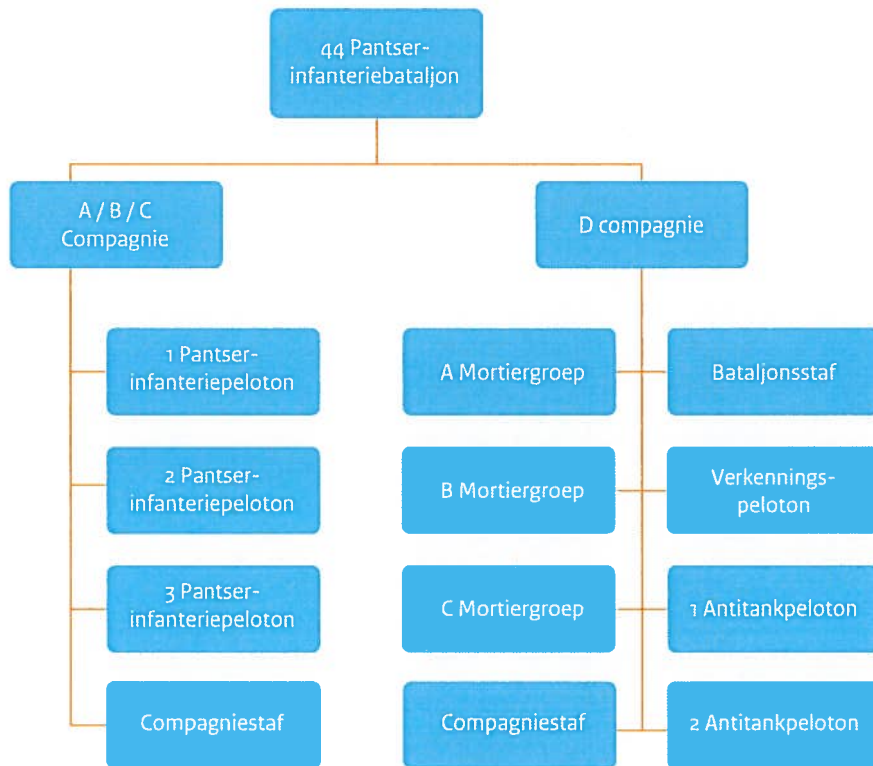 44 Pantser-
infanteriebataljon
A / B / C
Compagnie
D compagnie
1 Pantser-
infanteriepeloton
2 Pantser-
infanteriepeloton
3 Pantser-
infanteriepeloton
Compagniestaf
A Mortiergroep
B Mortiergroep
C Mortiergroep
Compagniestaf
Bataljonsstaf
Verkennings-
peloton
1 Antitankpeloton
2 Antitankpeloton